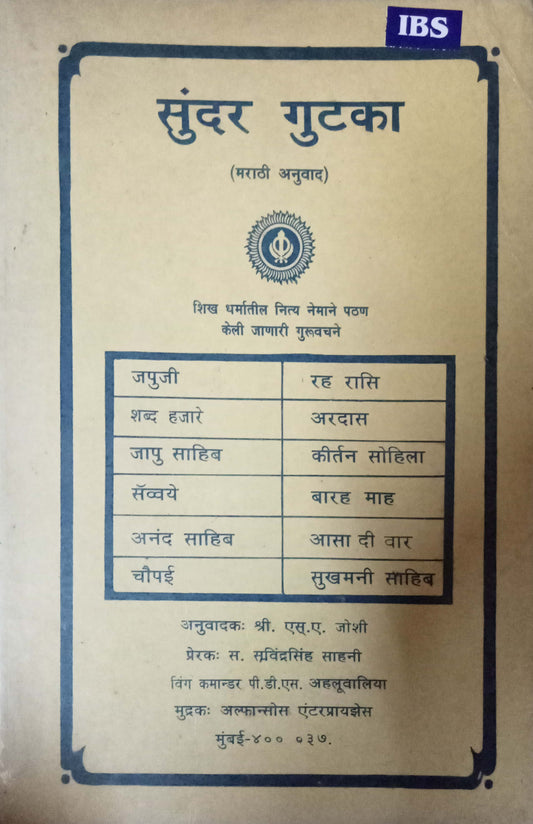 IBS
सुंदर गुटका
(मराठी अनुवाद)
शिख धर्मातील नित्य नेमाने पठण
केली जाणारी गुरूवचने
जपुजी रह रासि
शब्द हजारे अरदास
जापु साहिब कीर्तन सोहिला
सॅव्वये बारह माह
अनंद साहिब आसा दी वार
चौपई सुखमनी साहिब
अनुवादकः श्री. एस्.ए. जोशी
प्रेरकः स. सुविंद्रसिंह साहनी
विंग कमान्डर पी.डी.एस. अहलूवालिया
मुद्रकः अल्फान्सोस एंटरप्रायझेस
मुंबई-४०० ०३७.